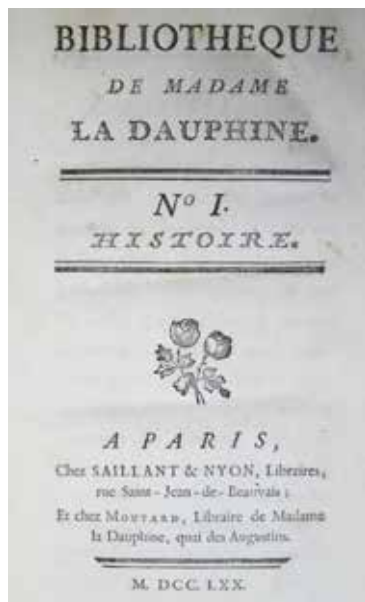 BIBLIOTHEQUE
DE MADAME
LA DAUPHINE.
Nº I.
HISTOIRE.
A PARIS,
Chez SAILLANT & NYON, Libraires,
rue Saint-Jean-de-Beauvais ;
Et chez MOUTARD, Libraire de Madame
la Dauphine, quai des Augustins.
M. DCC. LXX.